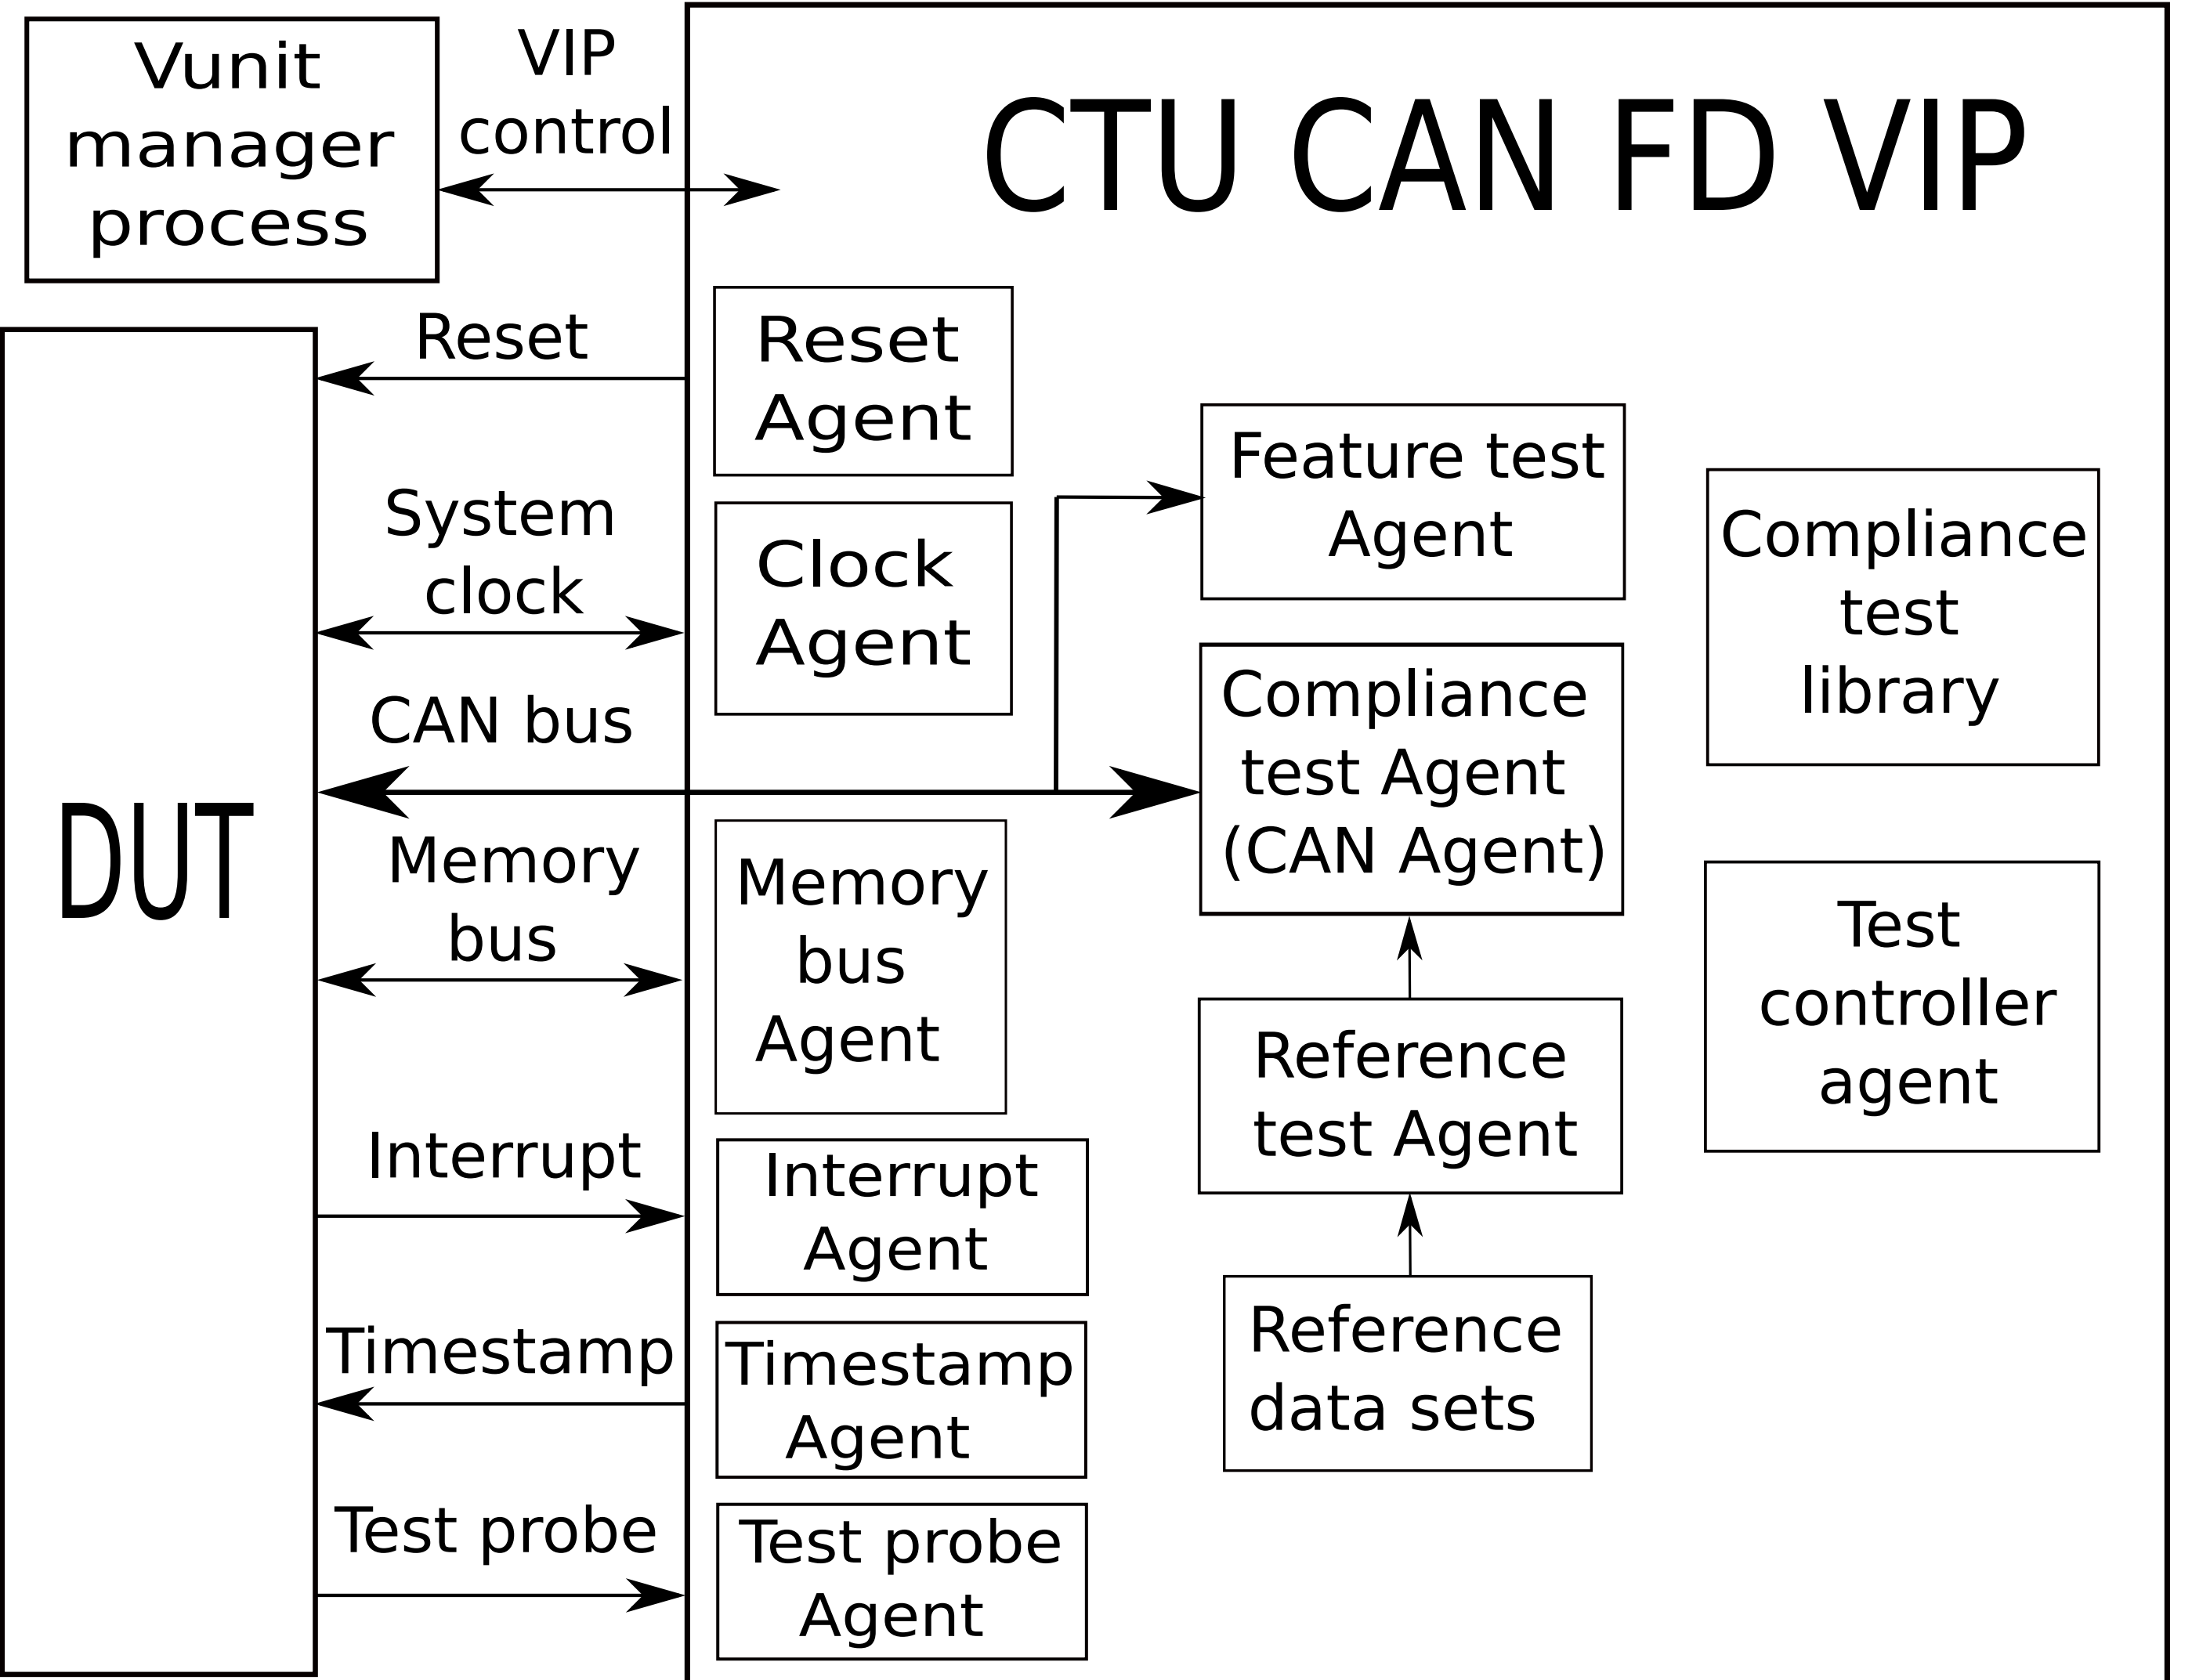 Vunit
manager
process
VIP
control
CTU CAN FD VIP
DUT
Reset
System
clock
CAN bus
Memory
bus
Interrupt
Timestamp
Test probe
Reset
Agent
Clock
Agent
Memory
bus
Agent
Interrupt
Agent
Timestamp
Agent
Test probe
Agent
Feature test
Agent
Compliance
test Agent
(CAN Agent)
Reference
test Agent
Reference
data sets
Compliance
test
library
Test
controller
agent